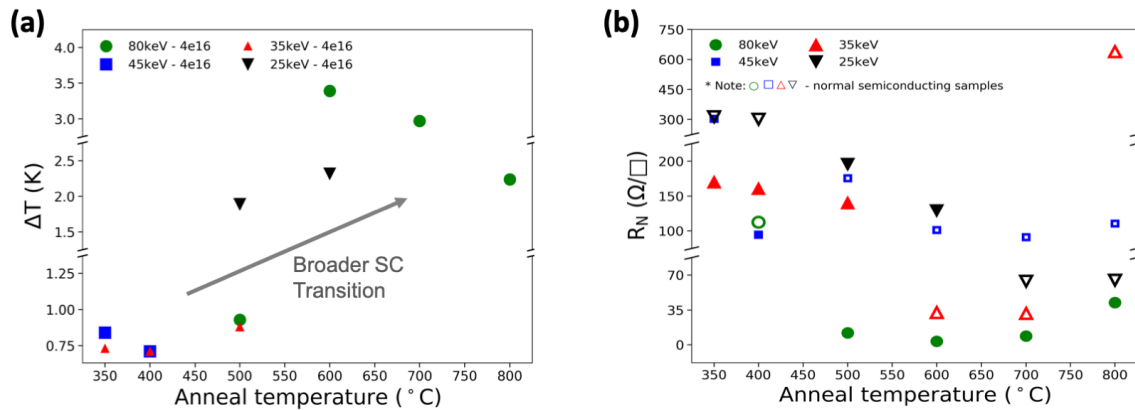 (a)
80keV - 4e16
35keV - 4e16
45keV - 4e16
25keV - 4e16
4.0
3.5
3.0
2.5
2.0
1.5
1.25
1.00
0.75
ΔT (K)
Broader SC
Transition
350 400 450 500 550 600 650 700 750 800
Anneal temperature (°C)
(b)
80keV
35keV
45keV
25keV
* Note: - normal semiconducting samples
750
600
450
300
200
150
100
70
35
0
R_N (Ω/□)
350 400 450 500 550 600 650 700 750 800
Anneal temperature (°C)